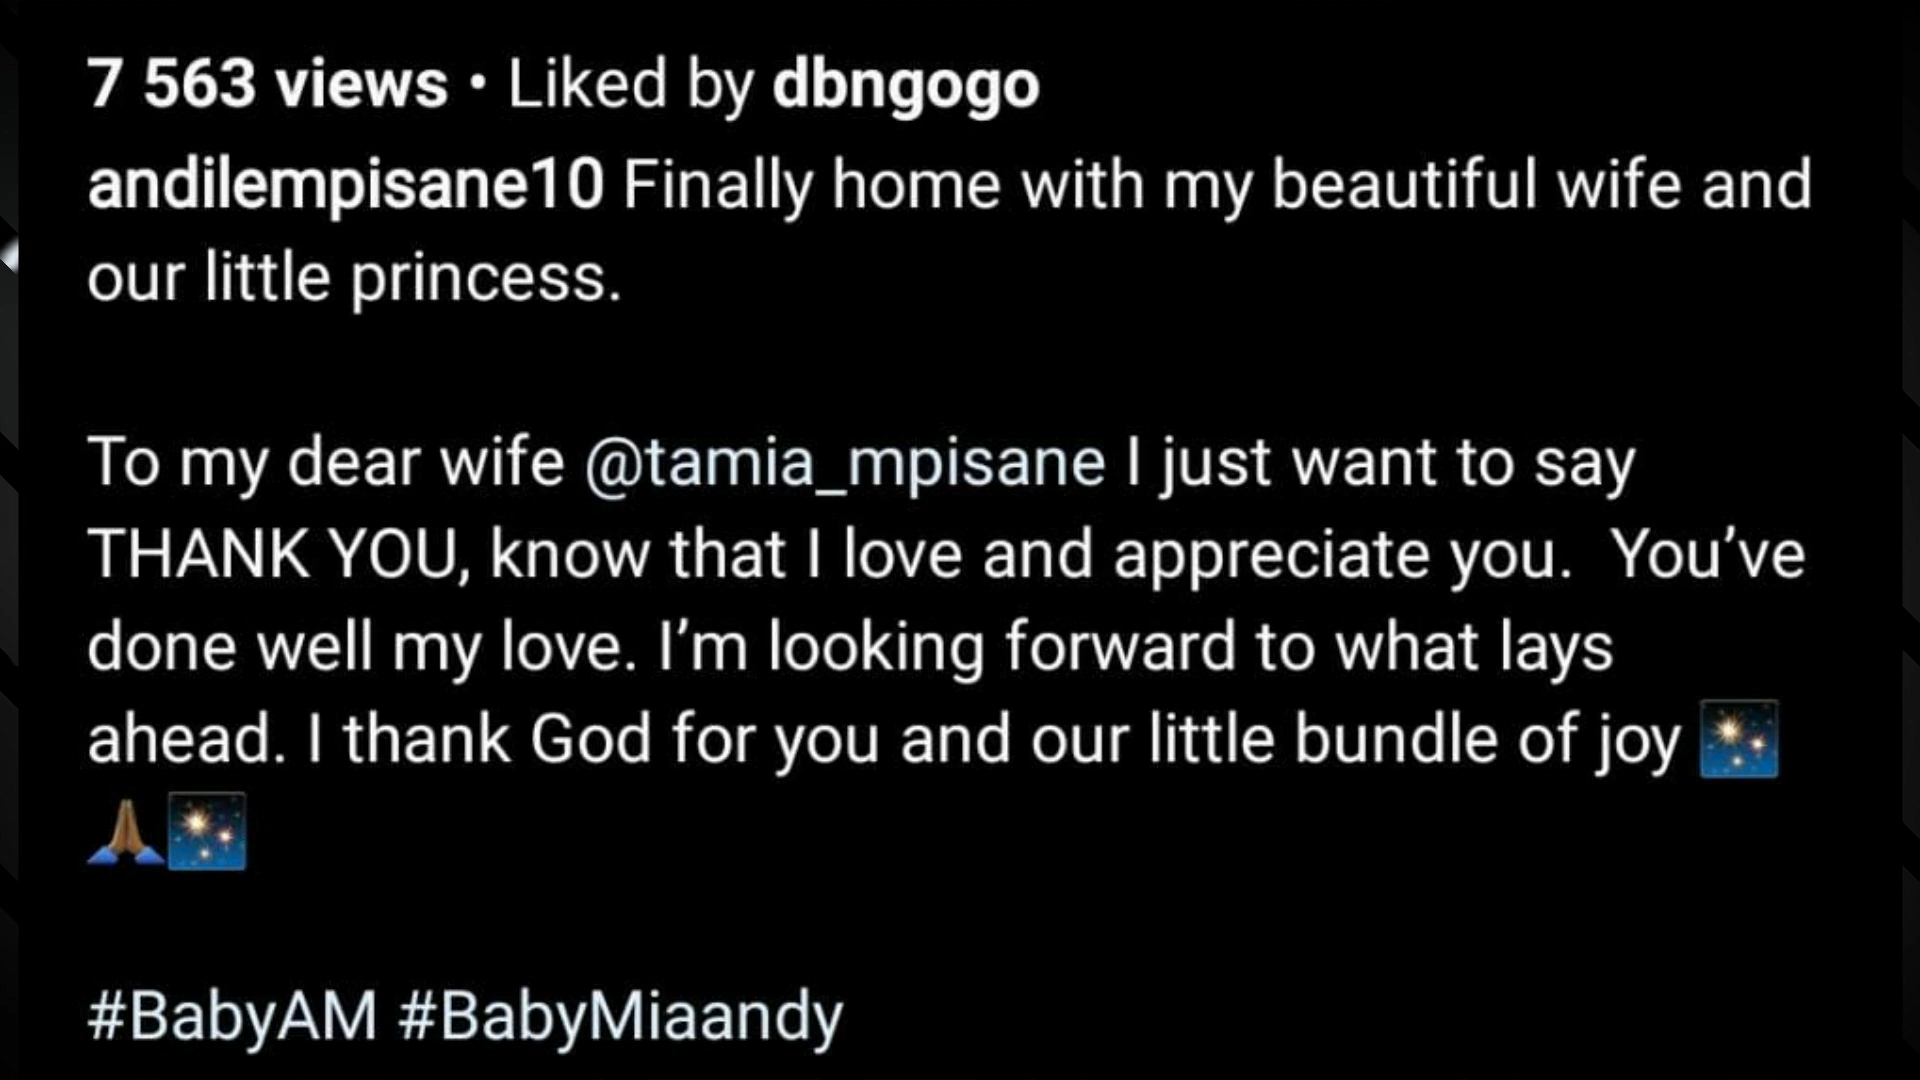 7 563 views • Liked by dbngogo
andilempisane10 Finally home with my beautiful wife and
our little princess.
To my dear wife @tamia_mpisane I just want to say
THANK YOU, know that I love and appreciate you.  You’ve
done well my love. I’m looking forward to what lays
ahead. I thank God for you and our little bundle of joy 🎇
🙏🏾🎇
#BabyAM #BabyMiaandy